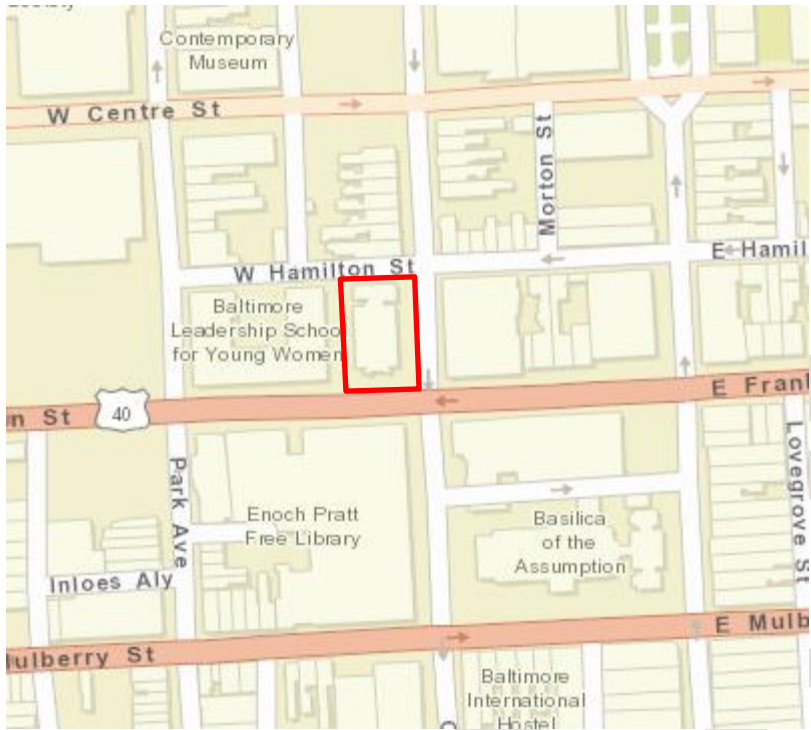 Contemporary
Museum
W Centre St
Morton St
W Hamilton St
E Hamil
Baltimore
Leadership School
for Young Women
E Frank
n St
40
Park Ave
Lovegrove St
Enoch Pratt
Free Library
Basilica
of the
Assumption
Inloes Aly
E Mulb
Mulberry St
Baltimore
International
Hostel